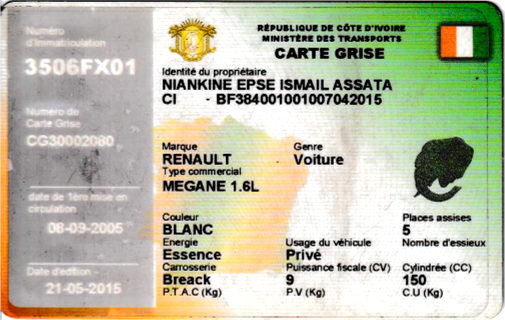 Numéro
d'immatriculation
3506FX01
Numéro de
Carte Grise
CG30002080
date de 1ère mise en
circulation
08-09-2005
Date d'édition -
21-05-2015
RÉPUBLIQUE DE CÔTE D'IVOIRE
MINISTÈRE DES TRANSPORTS
CARTE GRISE
Identité du propriétaire
NIANKINE EPSE ISMAIL ASSATA
CI - BF384001001007042015
Marque Genre
RENAULT Voiture
Type commercial
MEGANE 1.6L
Couleur Places assises
BLANC 5
Energie Usage du véhicule Nombre d'essieux
Essence Privé
Carrosserie Puissance fiscale (CV) Cylindrée (CC)
Breack 9 150
P.T.A.C (Kg) P.V (Kg) C.U (Kg)